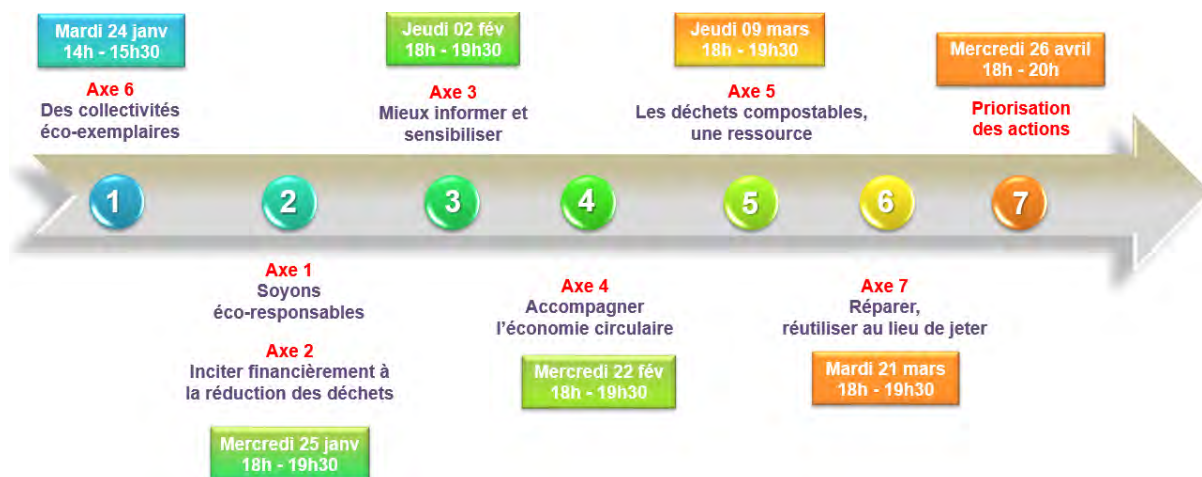 Mardi 24 janv
14h - 15h30
Axe 6
Des collectivités
éco-exemplaires
Jeudi 02 fév
18h - 19h30
Axe 3
Mieux informer et
sensibiliser
Jeudi 09 mars
18h - 19h30
Axe 5
Les déchets compostables,
une ressource
Mercredi 26 avril
18h - 20h
Priorisation
des actions
1
2
3
4
5
6
7
Axe 1
Soyons
éco-responsables
Axe 2
Inciter financièrement à
la réduction des déchets
Mercredi 25 janv
18h - 19h30
Axe 4
Accompagner
l'économie circulaire
Mercredi 22 fév
18h - 19h30
Axe 7
Réparer,
réutiliser au lieu de jeter
Mardi 21 mars
18h - 19h30